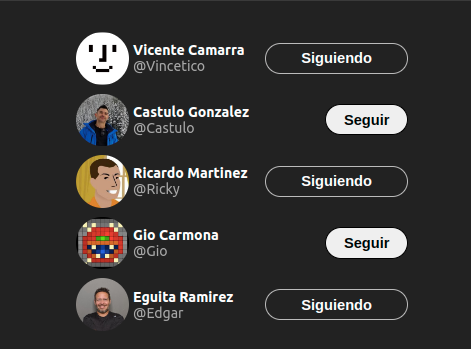 Vicente Camarra
@Vincetico
Siguiendo
Castulo Gonzalez
@Castulo
Seguir
Ricardo Martinez
@Ricky
Siguiendo
Gio Carmona
@Gio
Seguir
Eguita Ramirez
@Edgar
Siguiendo